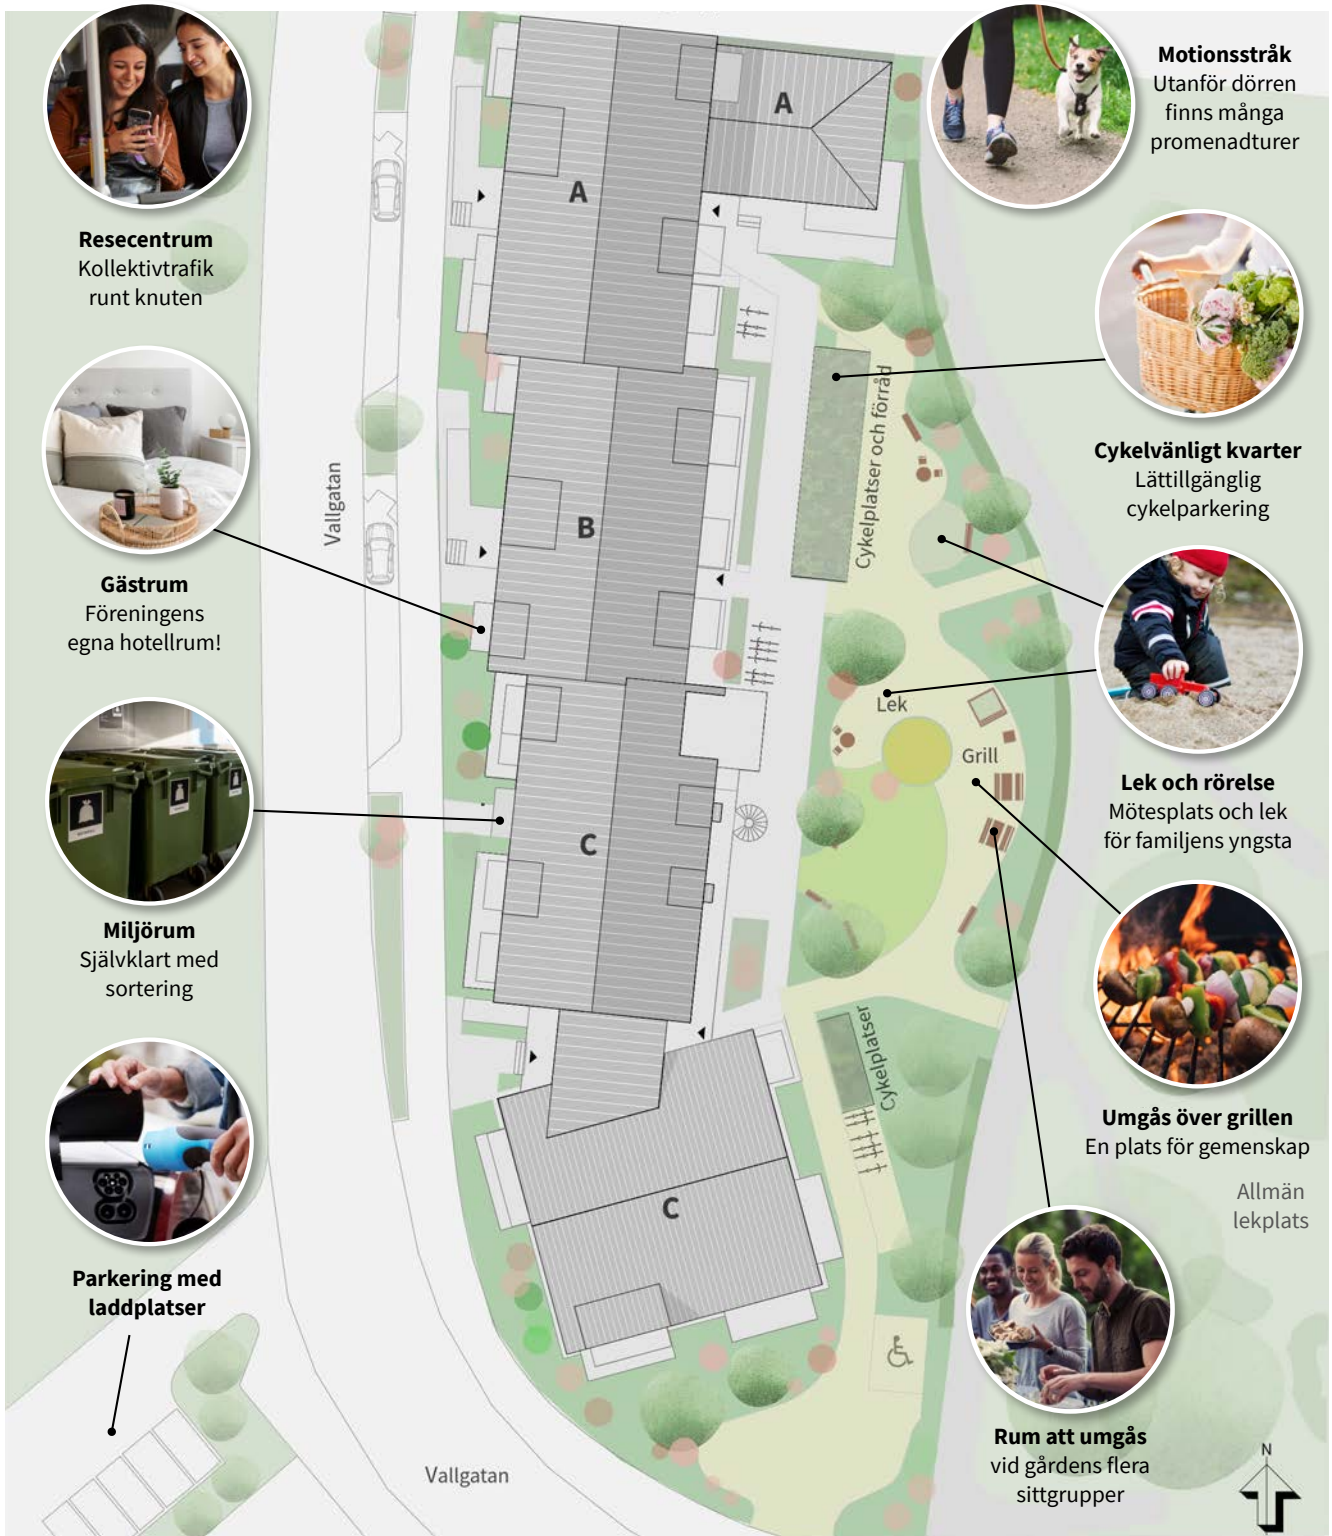 Resecentrum
Kollektivtrafik
runt knuten
Gästrum
Föreningens
egna hotellrum!
Miljörum
Självklart med
sortering
Parkering med
laddplatser
Vallgatan
Vallgatan
A
A
B
C
C
Cykelplatser och förråd
Lek
Grill
Cykelplatser
Motionsstråk
Utanför dörren
finns många
promenadturer
Cykelvänligt kvarter
Lättillgänglig
cykelparkering
Lek och rörelse
Mötesplats och lek
för familjens yngsta
Umgås över grillen
En plats för gemenskap
Allmän
lekplats
Rum att umgås
vid gårdens flera
sittgrupper
N